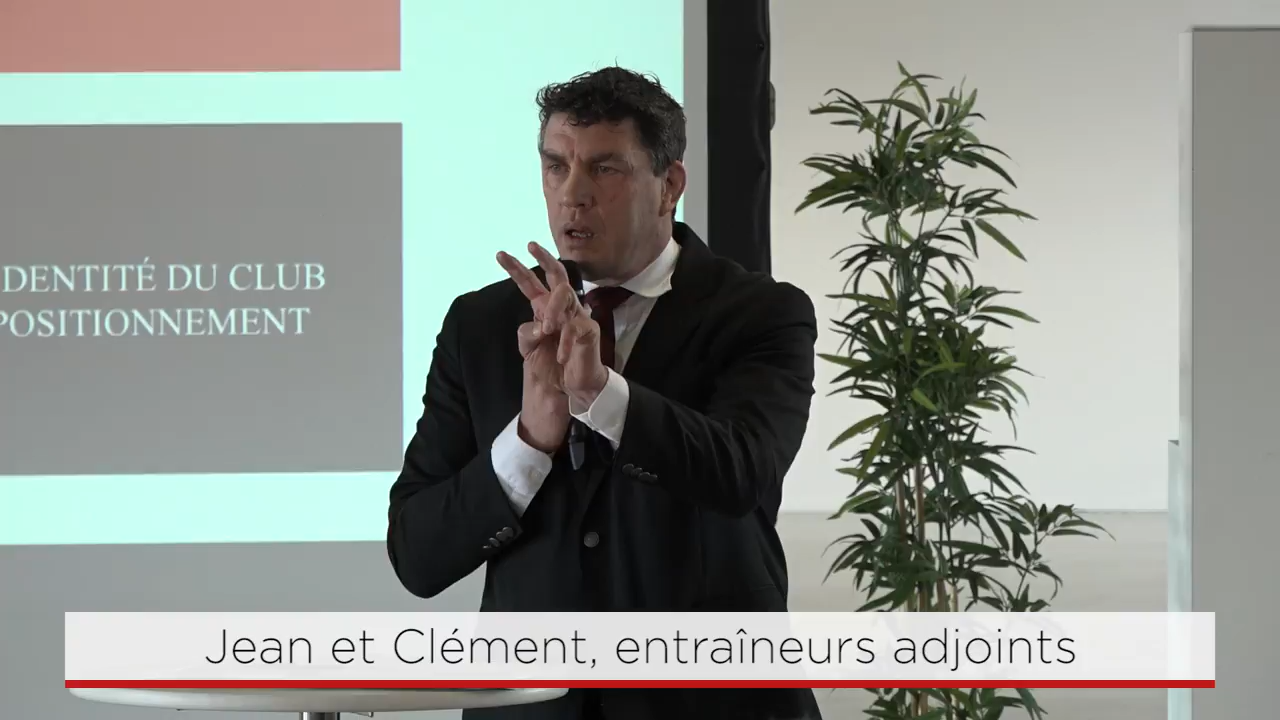 DENTITÉ DU CLUB
POSITIONNEMENT
Jean et Clément, entraîneurs adjoints